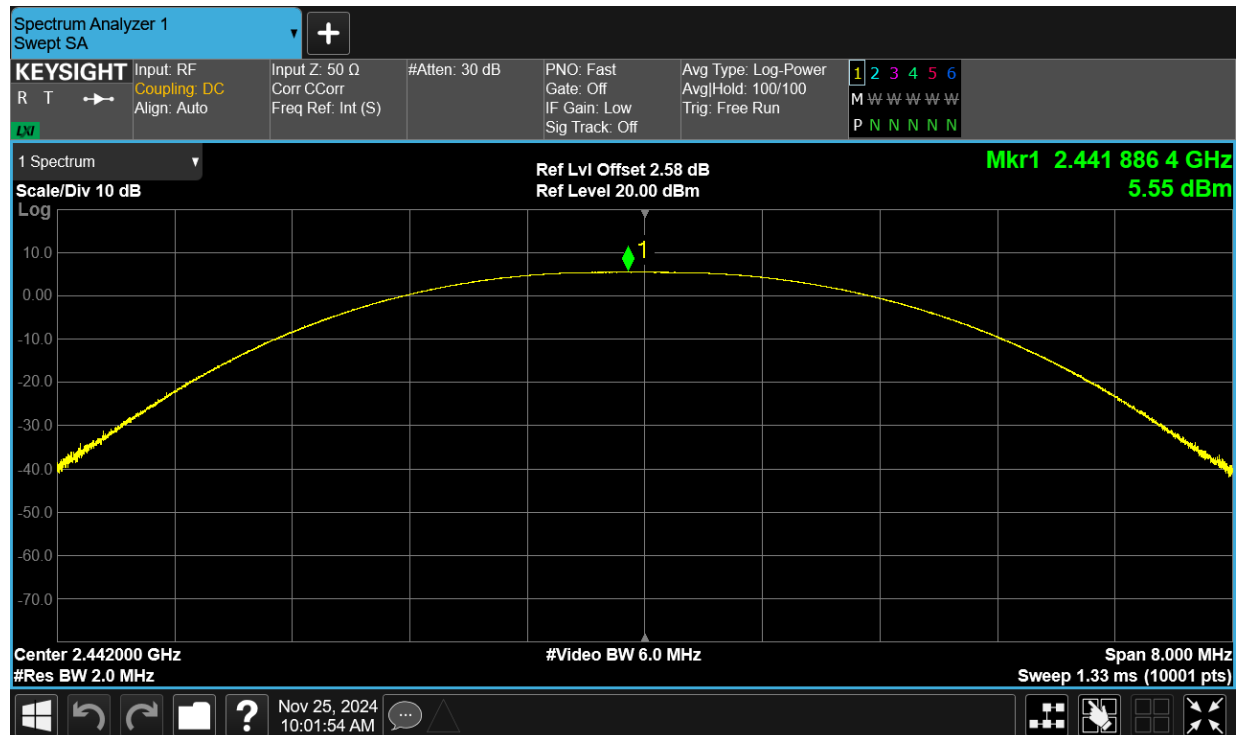 Spectrum Analyzer 1
Swept SA
+
KEYSIGHT
R T
LXI
Input: RF
Coupling: DC
Align: Auto
Input Z: 50 Ω
Corr CCorr
Freq Ref: Int (S)
#Atten: 30 dB
PNO: Fast
Gate: Off
IF Gain: Low
Sig Track: Off
Avg Type: Log-Power
Avg|Hold: 100/100
Trig: Free Run
1 2 3 4 5 6
M W W W W W
P N N N N N
1 Spectrum
Scale/Div 10 dB
Log
Ref Lvl Offset 2.58 dB
Ref Level 20.00 dBm
Mkr1 2.441 886 4 GHz
5.55 dBm
1
10.0
0.00
-10.0
-20.0
-30.0
-40.0
-50.0
-60.0
-70.0
Center 2.442000 GHz
#Res BW 2.0 MHz
#Video BW 6.0 MHz
Span 8.000 MHz
Sweep 1.33 ms (10001 pts)
?
Nov 25, 2024
10:01:54 AM